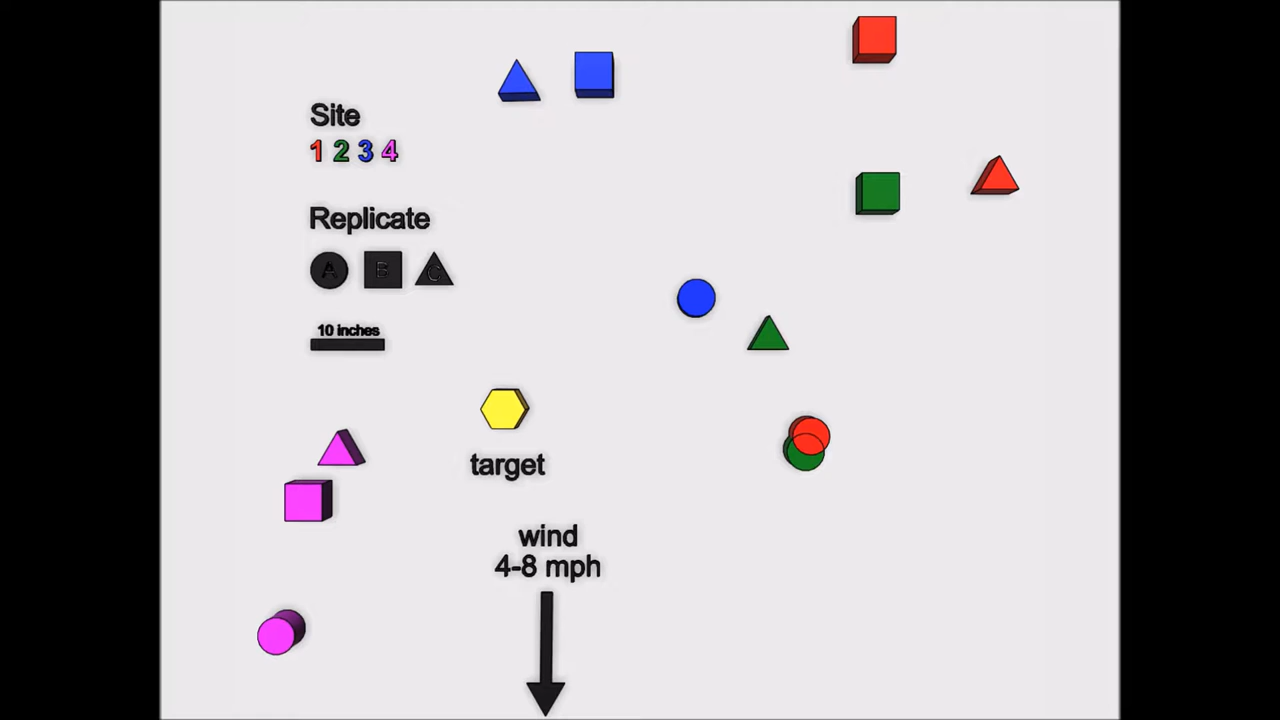 Site
1 2 3 4
Replicate
A B C
10 inches
target
wind
4-8 mph